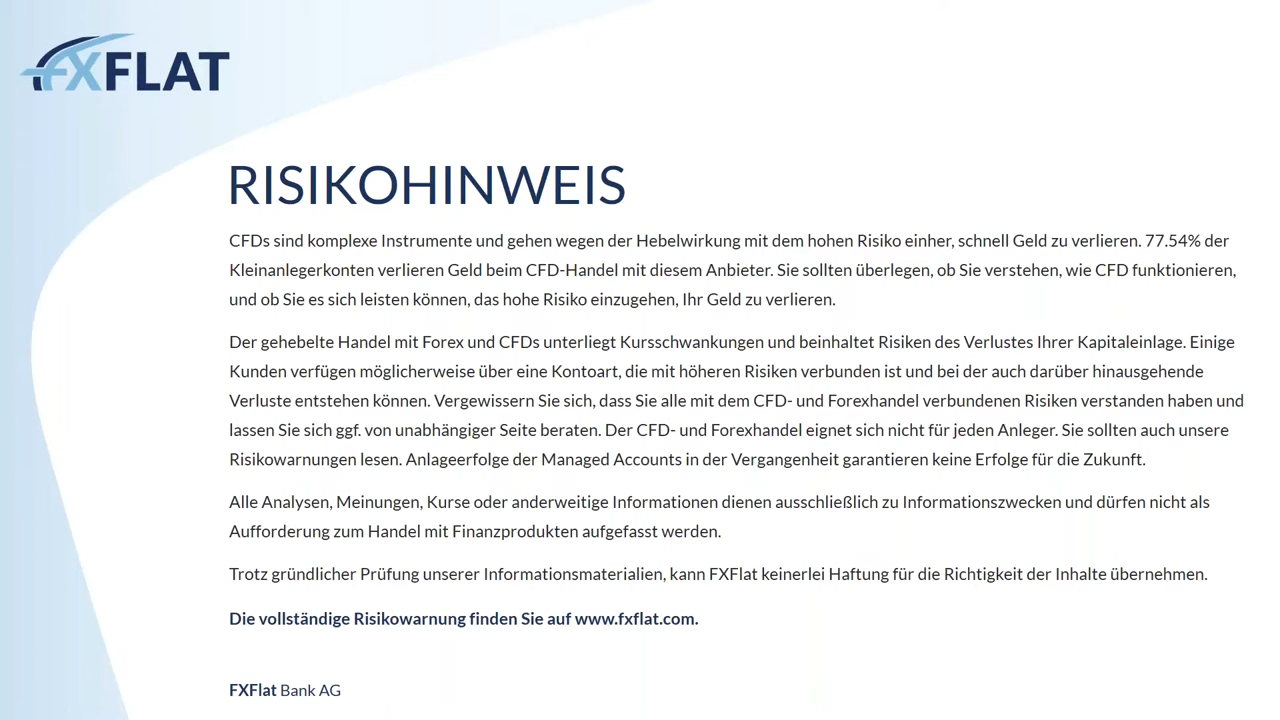 FXFLAT
RISIKOHINWEIS
CFDs sind komplexe Instrumente und gehen wegen der Hebelwirkung mit dem hohen Risiko einher, schnell Geld zu verlieren. 77.54% der
Kleinanlegerkonten verlieren Geld beim CFD-Handel mit diesem Anbieter. Sie sollten überlegen, ob Sie verstehen, wie CFD funktionieren,
und ob Sie es sich leisten können, das hohe Risiko einzugehen, Ihr Geld zu verlieren.
Der gehebelte Handel mit Forex und CFDs unterliegt Kursschwankungen und beinhaltet Risiken des Verlustes Ihrer Kapitaleinlage. Einige
Kunden verfügen möglicherweise über eine Kontoart, die mit höheren Risiken verbunden ist und bei der auch darüber hinausgehende
Verluste entstehen können. Vergewissern Sie sich, dass Sie alle mit dem CFD- und Forexhandel verbundenen Risiken verstanden haben und
lassen Sie sich ggf. von unabhängiger Seite beraten. Der CFD- und Forexhandel eignet sich nicht für jeden Anleger. Sie sollten auch unsere
Risikowarnungen lesen. Anlageerfolge der Managed Accounts in der Vergangenheit garantieren keine Erfolge für die Zukunft.
Alle Analysen, Meinungen, Kurse oder anderweitige Informationen dienen ausschließlich zu Informationszwecken und dürfen nicht als
Aufforderung zum Handel mit Finanzprodukten aufgefasst werden.
Trotz gründlicher Prüfung unserer Informationsmaterialien, kann FXFlat keinerlei Haftung für die Richtigkeit der Inhalte übernehmen.
Die vollständige Risikowarnung finden Sie auf www.fxflat.com.
FXFlat Bank AG